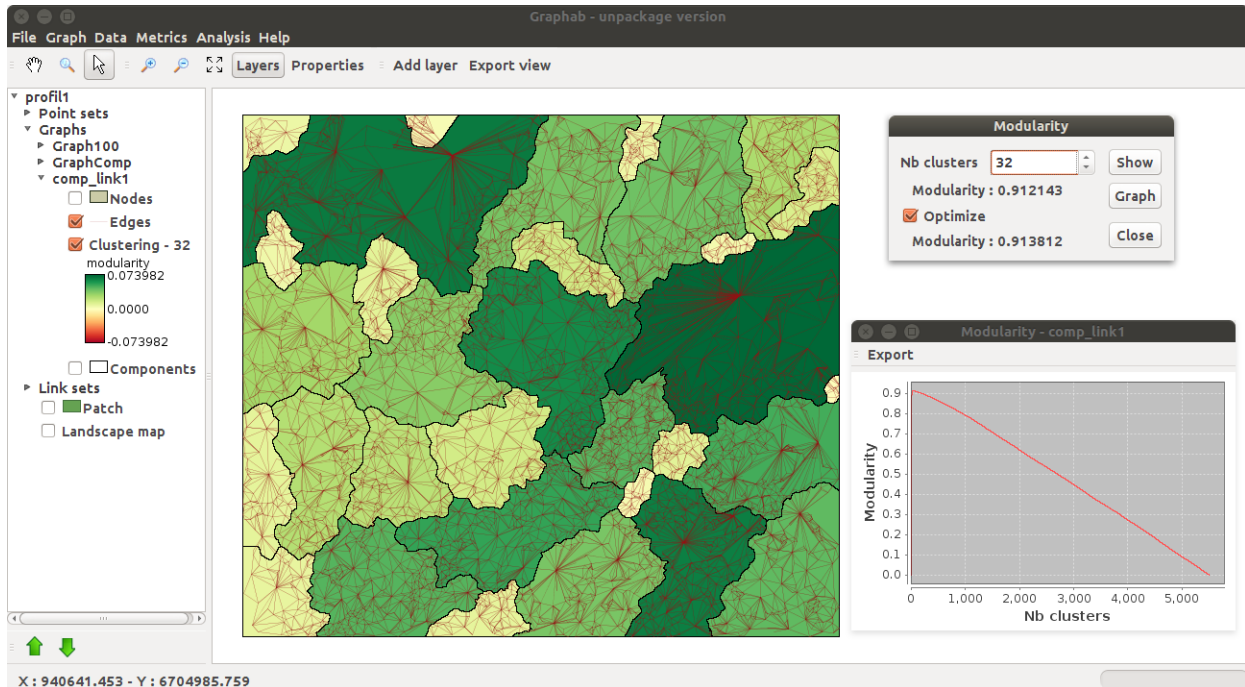 Graphab - unpackage version
File Graph Data Metrics Analysis Help
Layers Properties Add layer Export view
profil1
Point sets
Graphs
Graph100
GraphComp
comp_link1
Nodes
Edges
Clustering - 32
modularity
0.073982
0.0000
-0.073982
Components
Link sets
Patch
Landscape map
Modularity
Nb clusters 32 Show
Modularity : 0.912143
Graph
Optimize
Modularity : 0.913812
Close
Modularity - comp_link1
Export
0.9
0.8
0.7
0.6
0.5
0.4
0.3
0.2
0.1
0.0
Modularity
0 1,000 2,000 3,000 4,000 5,000
Nb clusters
X : 940641.453 - Y : 6704985.759